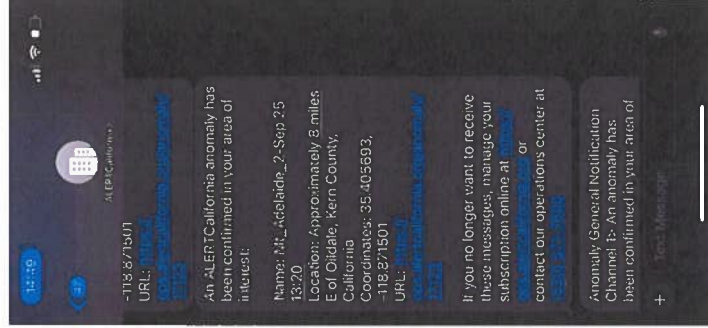 ALERTCalifornia
-118.871501
URL: https://
An ALERTCalifornia anomaly has
been confirmed in your area of
interest:
Name: Mt_Adelaide_2-Sep 25
13:20
Location: Approximately 8 miles
E of Oildale, Kern County,
California
Coordinates: 35.405693,
-118.871501
URL: https://
If you no longer want to receive
these messages, manage your
subscription online at https://
or
contact our operations center at
Anomaly General Notification
Channel 1:- An anomaly has
been confirmed in your area of
+ Text Message